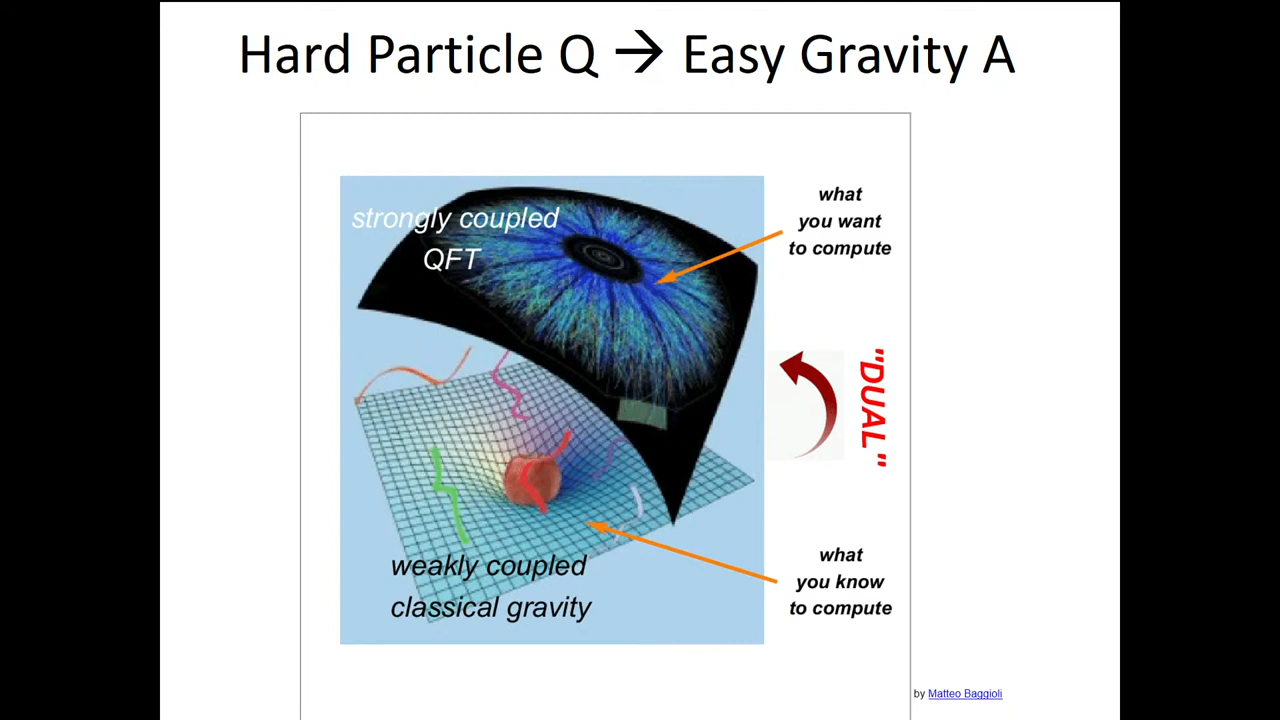 Hard Particle Q → Easy Gravity A
strongly coupled
QFT
what
you want
to compute
"DUAL"
weakly coupled
classical gravity
what
you know
to compute
by Matteo Baggioli